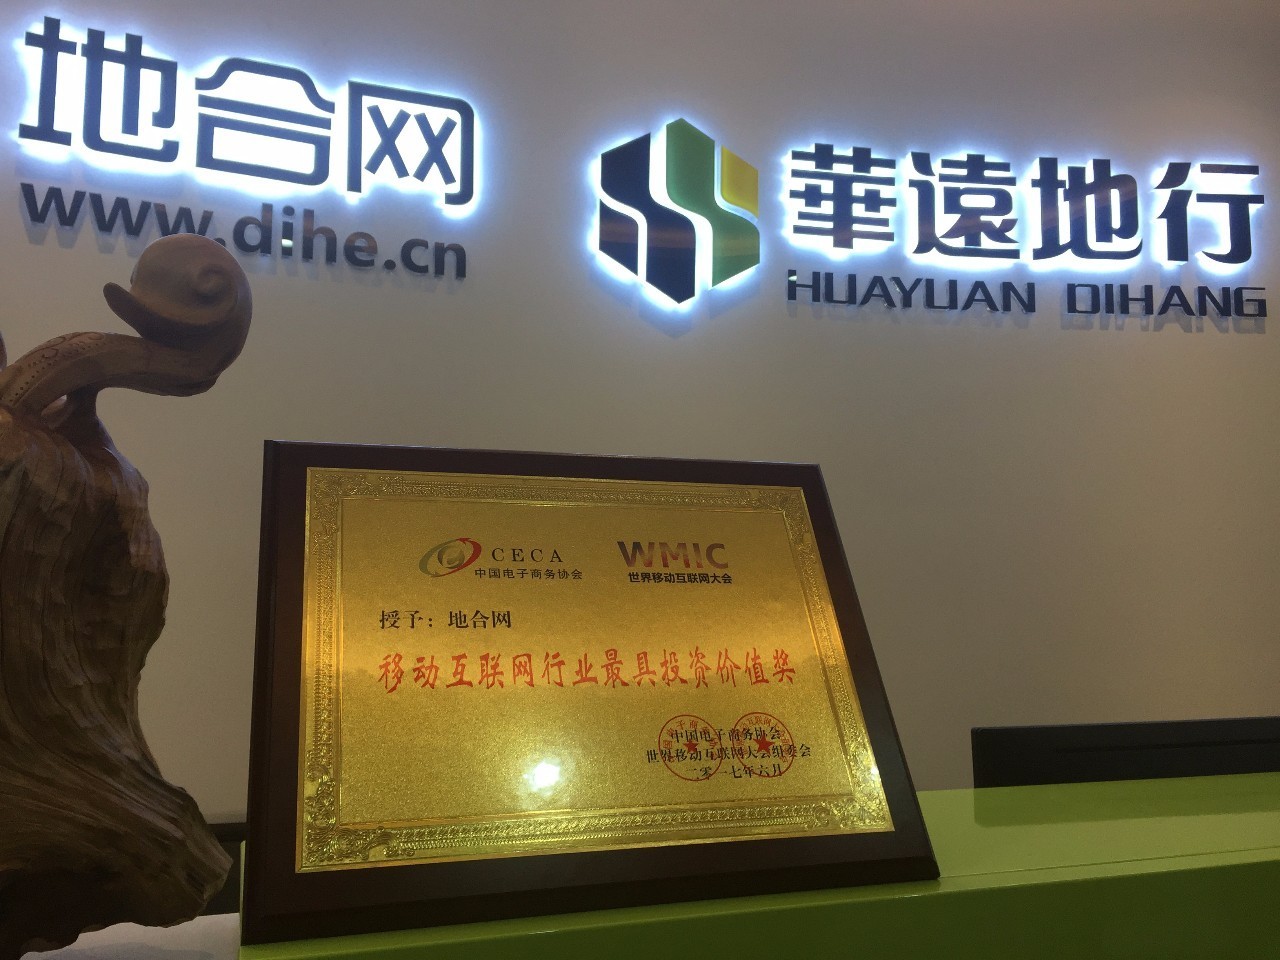 地合网
www.dihe.cn
華遠地行
HUAYUAN DIHANG
CECA
中国电子商务协会
WMIC
世界移动互联网大会
授予：地合网
移动互联网行业最具投资价值奖
中国电子商务协会
世界移动互联网大会组委会
二零一七年六月